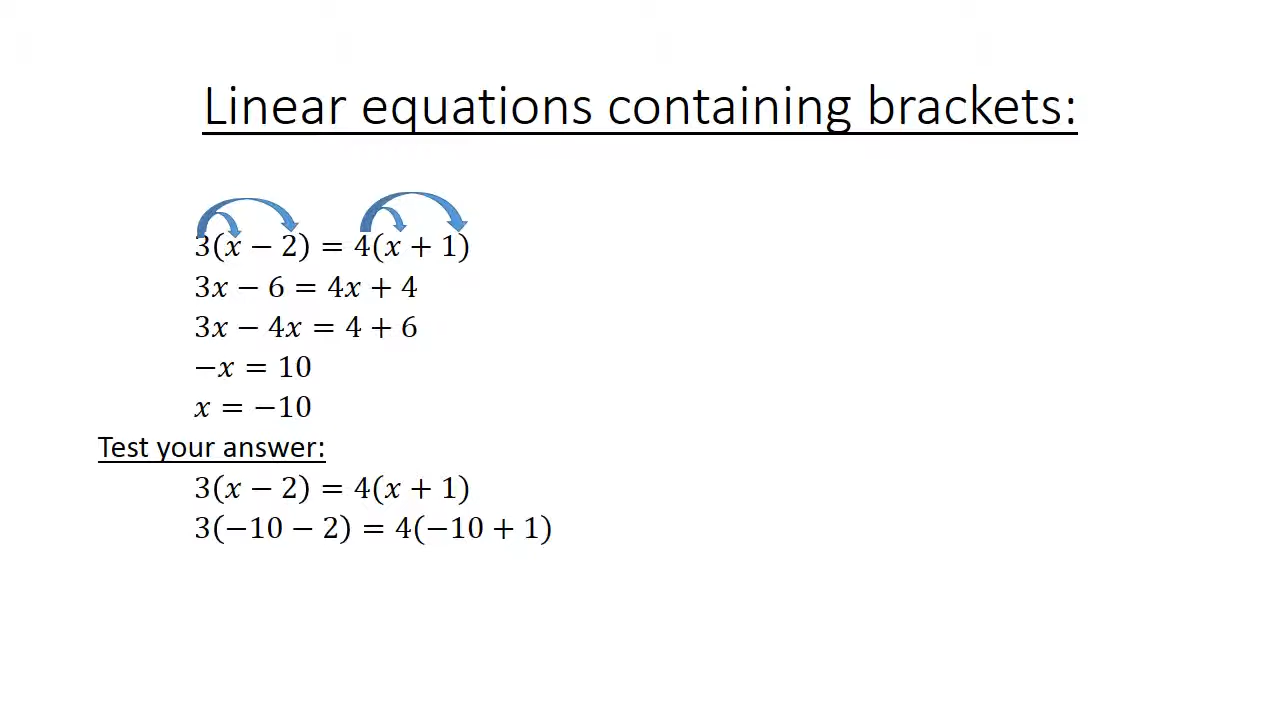 Linear equations containing brackets:
3(x − 2) = 4(x + 1)
3x − 6 = 4x + 4
3x − 4x = 4 + 6
−x = 10
x = −10
Test your answer:
3(x − 2) = 4(x + 1)
3(−10 − 2) = 4(−10 + 1)